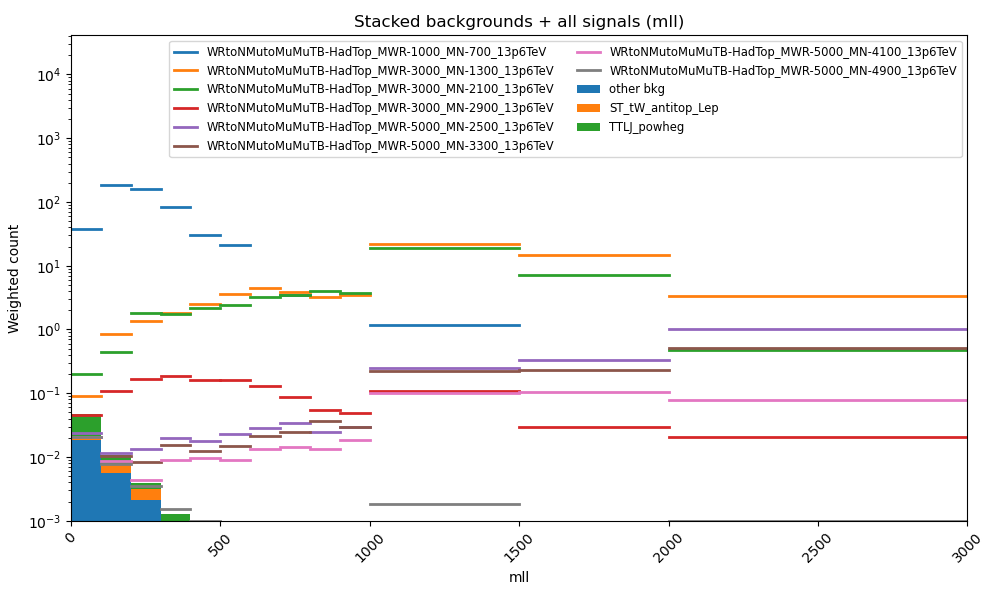 Stacked backgrounds + all signals (mll)
WRtoNMutoMuMuTB-HadTop_MWR-1000_MN-700_13p6TeV
WRtoNMutoMuMuTB-HadTop_MWR-3000_MN-1300_13p6TeV
WRtoNMutoMuMuTB-HadTop_MWR-3000_MN-2100_13p6TeV
WRtoNMutoMuMuTB-HadTop_MWR-3000_MN-2900_13p6TeV
WRtoNMutoMuMuTB-HadTop_MWR-5000_MN-2500_13p6TeV
WRtoNMutoMuMuTB-HadTop_MWR-5000_MN-3300_13p6TeV
WRtoNMutoMuMuTB-HadTop_MWR-5000_MN-4100_13p6TeV
WRtoNMutoMuMuTB-HadTop_MWR-5000_MN-4900_13p6TeV
other bkg
ST_tW_antitop_Lep
TTLJ_powheg
Weighted count
10⁴
10³
10²
10¹
10⁰
10⁻¹
10⁻²
10⁻³
0
500
1000
1500
2000
2500
3000
mll